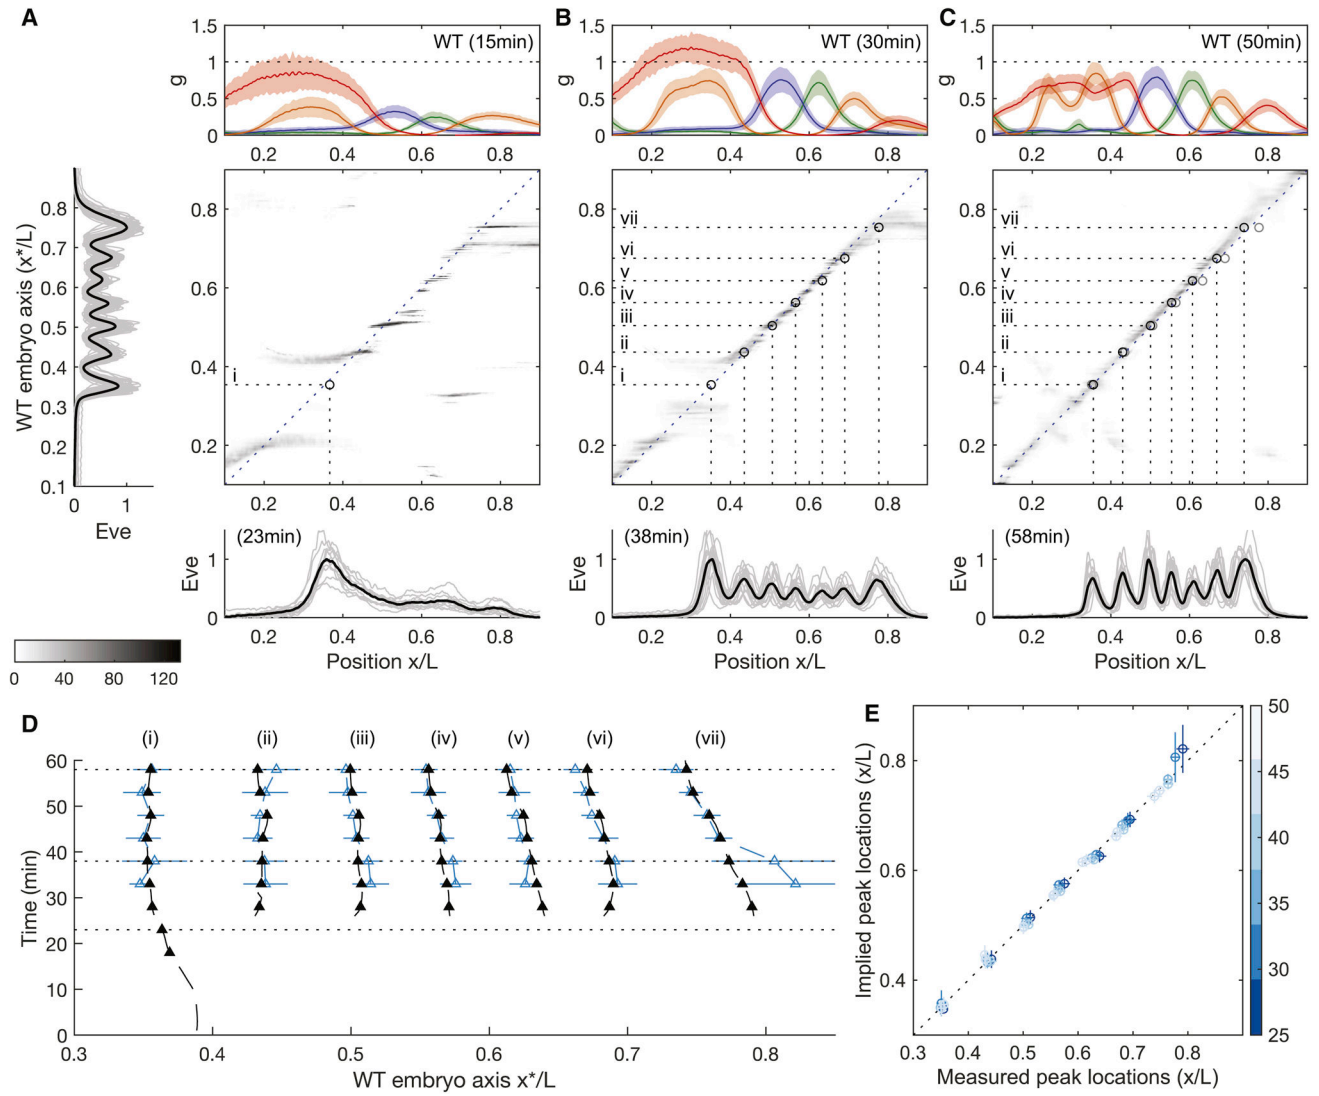 A
B
C
WT (15min)
WT (30min)
WT (50min)
g
g
g
1.5
1
0.5
0
1.5
1
0.5
0
1.5
1
0.5
0
0.2 0.4 0.6 0.8
0.2 0.4 0.6 0.8
0.2 0.4 0.6 0.8
WT embryo axis (x*/L)
0.8
0.7
0.6
0.5
0.4
0.3
0.2
0.1
0 1
Eve
0.8
0.6
0.4
0.2
i
0.2 0.4 0.6 0.8
0.8
0.6
0.4
0.2
vii
vi
v
iv
iii
ii
i
0.2 0.4 0.6 0.8
0.8
0.6
0.4
0.2
vii
vi
v
iv
iii
ii
i
0.2 0.4 0.6 0.8
(23min)
Eve
1
0
0.2 0.4 0.6 0.8
Position x/L
(38min)
Eve
1
0
0.2 0.4 0.6 0.8
Position x/L
(58min)
Eve
1
0
0.2 0.4 0.6 0.8
Position x/L
0 40 80 120
D
(i) (ii) (iii) (iv) (v) (vi) (vii)
Time (min)
60
50
40
30
20
10
0
0.3 0.4 0.5 0.6 0.7 0.8
WT embryo axis x*/L
E
Implied peak locations (x/L)
0.8
0.6
0.4
0.3 0.4 0.5 0.6 0.7 0.8
Measured peak locations (x/L)
50
45
40
35
30
25